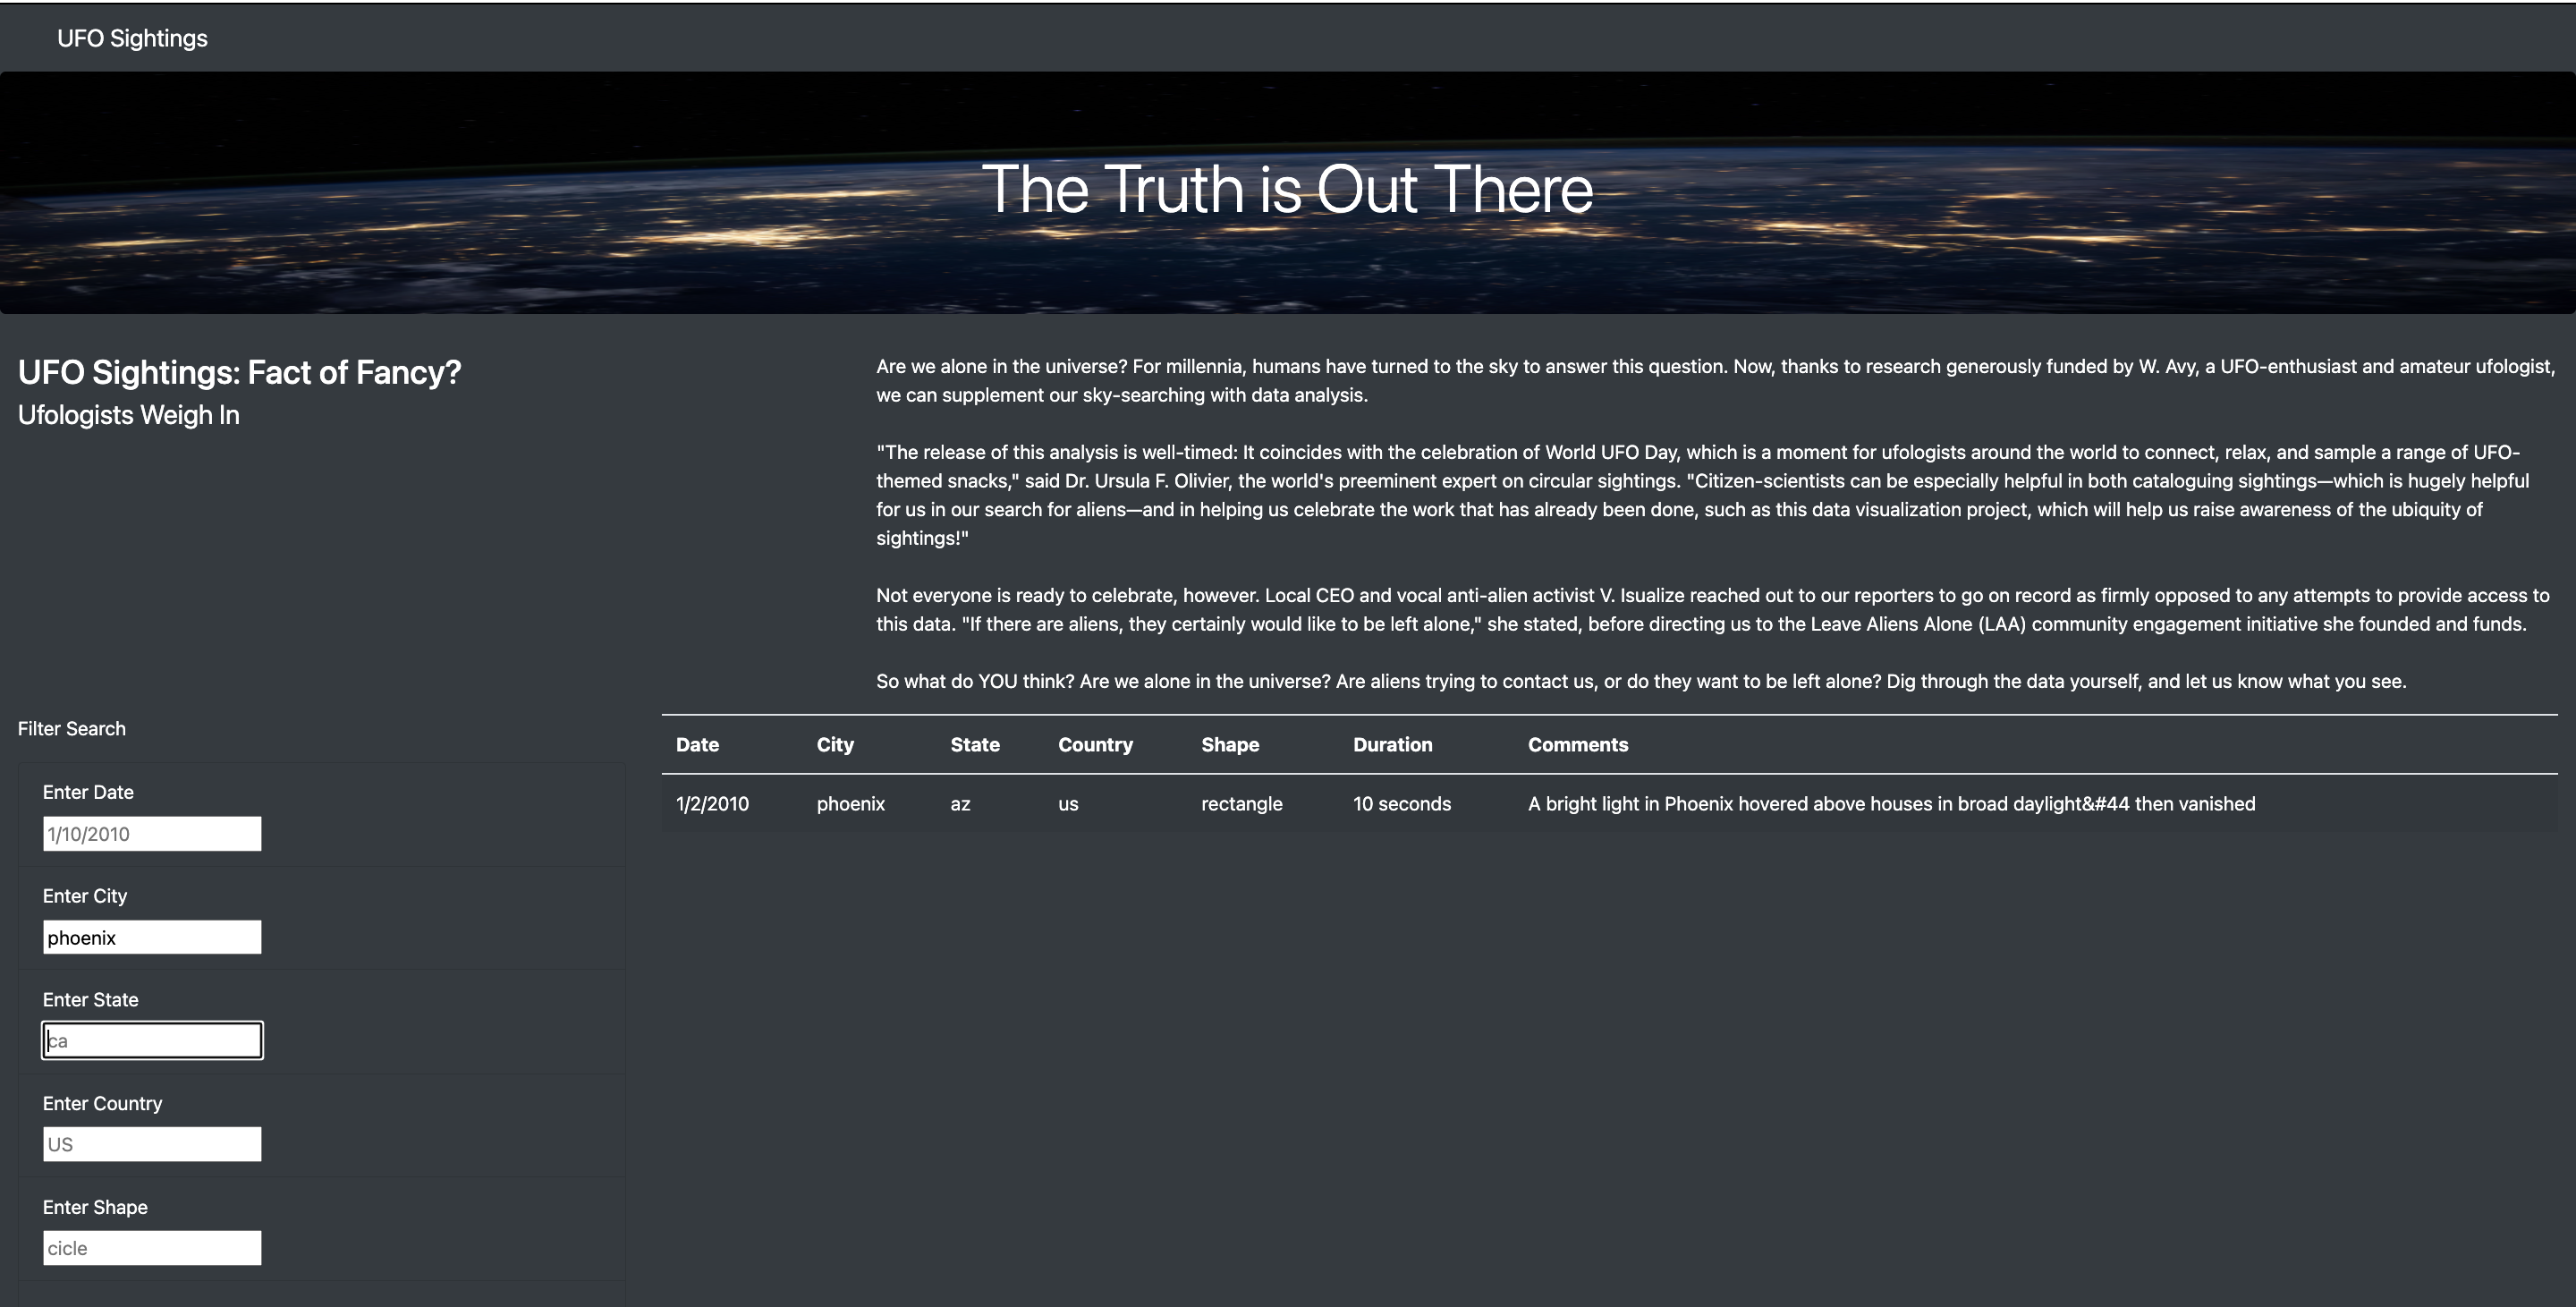 UFO Sightings
The Truth is Out There
UFO Sightings: Fact of Fancy?
Ufologists Weigh In
Are we alone in the universe? For millennia, humans have turned to the sky to answer this question. Now, thanks to research generously funded by W. Avy, a UFO-enthusiast and amateur ufologist,
we can supplement our sky-searching with data analysis.
"The release of this analysis is well-timed: It coincides with the celebration of World UFO Day, which is a moment for ufologists around the world to connect, relax, and sample a range of UFO-
themed snacks," said Dr. Ursula F. Olivier, the world's preeminent expert on circular sightings. "Citizen-scientists can be especially helpful in both cataloguing sightings—which is hugely helpful
for us in our search for aliens—and in helping us celebrate the work that has already been done, such as this data visualization project, which will help us raise awareness of the ubiquity of
sightings!"
Not everyone is ready to celebrate, however. Local CEO and vocal anti-alien activist V. Isualize reached out to our reporters to go on record as firmly opposed to any attempts to provide access to
this data. "If there are aliens, they certainly would like to be left alone," she stated, before directing us to the Leave Aliens Alone (LAA) community engagement initiative she founded and funds.
So what do YOU think? Are we alone in the universe? Are aliens trying to contact us, or do they want to be left alone? Dig through the data yourself, and let us know what you see.
Filter Search
Enter Date
1/10/2010
Enter City
phoenix
Enter State
ca
Enter Country
US
Enter Shape
cicle
Date City State Country Shape Duration Comments
1/2/2010 phoenix az us rectangle 10 seconds A bright light in Phoenix hovered above houses in broad daylight&#44 then vanished